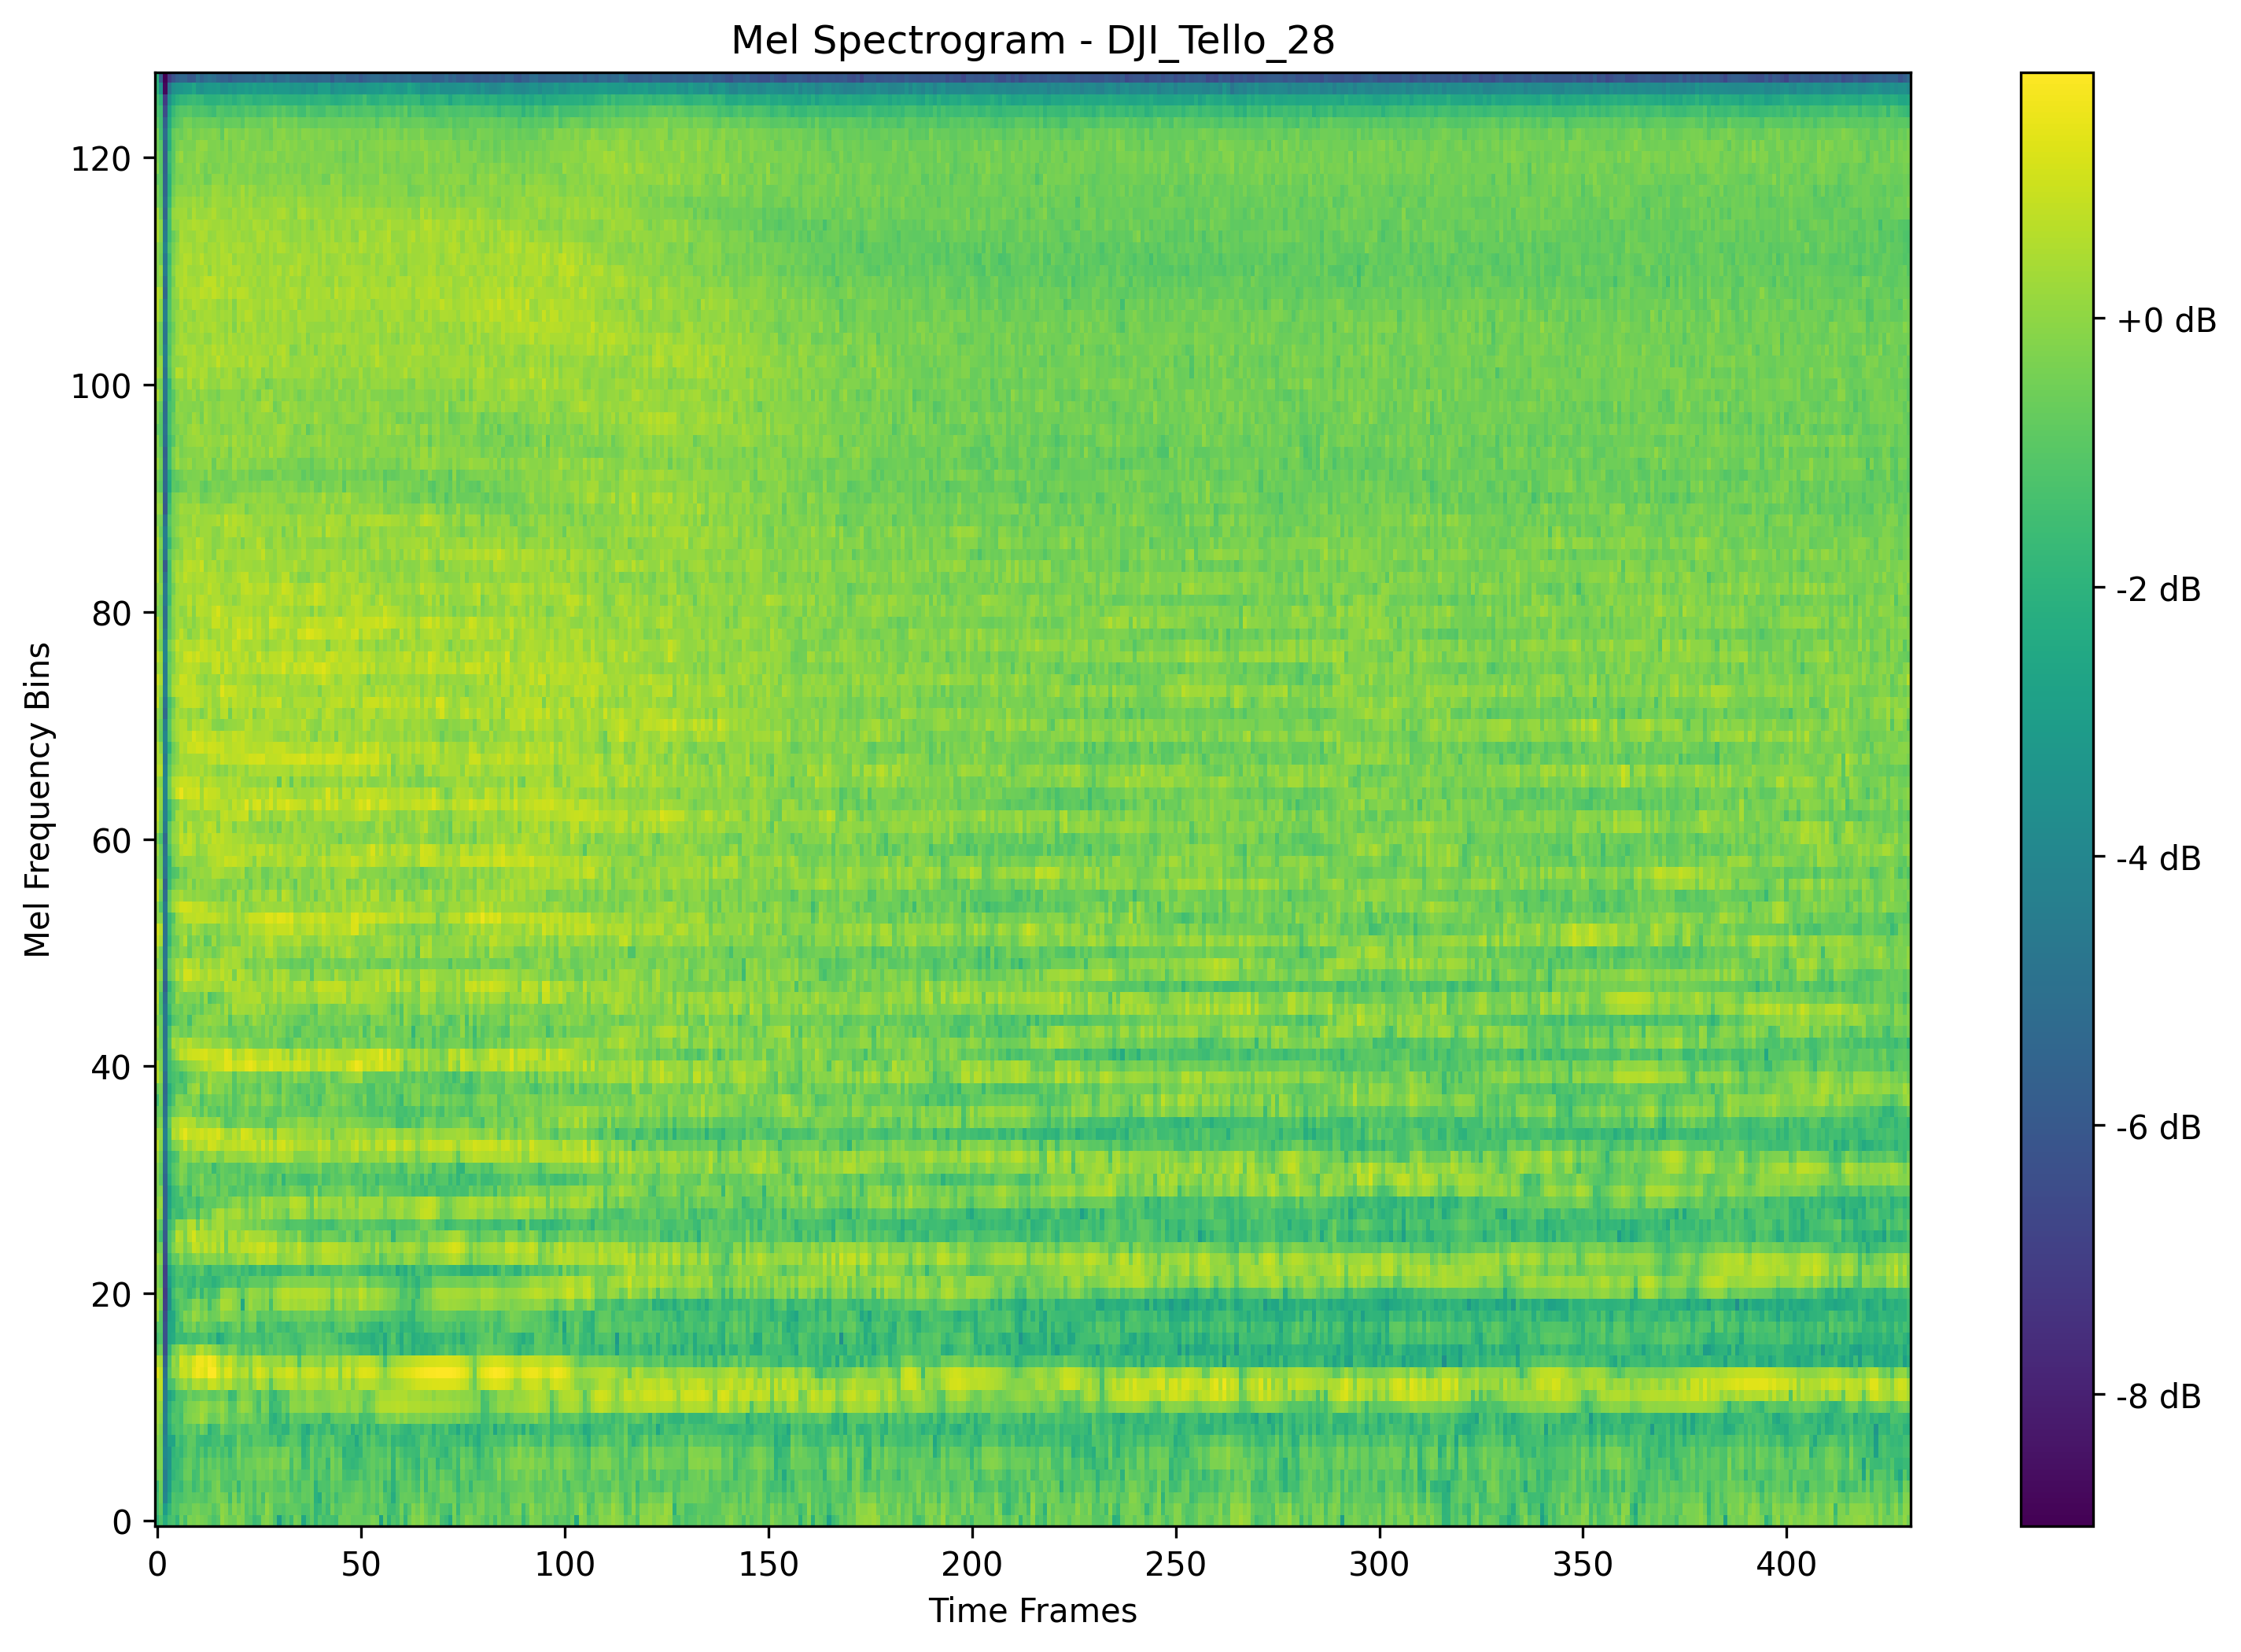 Mel Spectrogram - DJI_Tello_28
120
100
80
60
40
20
0
Mel Frequency Bins
0 50 100 150 200 250 300 350 400
Time Frames
+0 dB
-2 dB
-4 dB
-6 dB
-8 dB